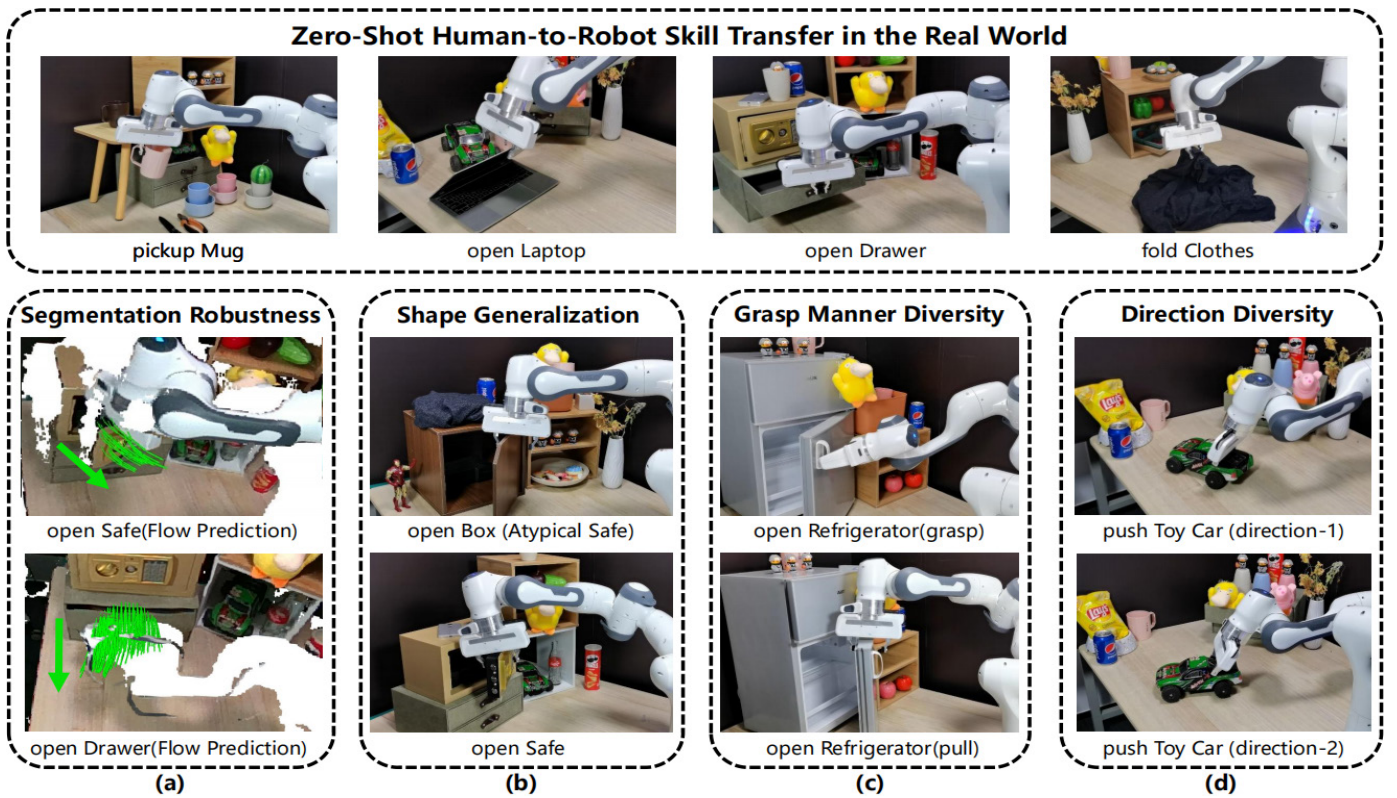 Zero-Shot Human-to-Robot Skill Transfer in the Real World
pickup Mug
open Laptop
open Drawer
fold Clothes
Segmentation Robustness
open Safe(Flow Prediction)
open Drawer(Flow Prediction)
(a)
Shape Generalization
open Box (Atypical Safe)
open Safe
(b)
Grasp Manner Diversity
open Refrigerator(grasp)
open Refrigerator(pull)
(c)
Direction Diversity
Lay's
push Toy Car (direction-1)
push Toy Car (direction-2)
(d)